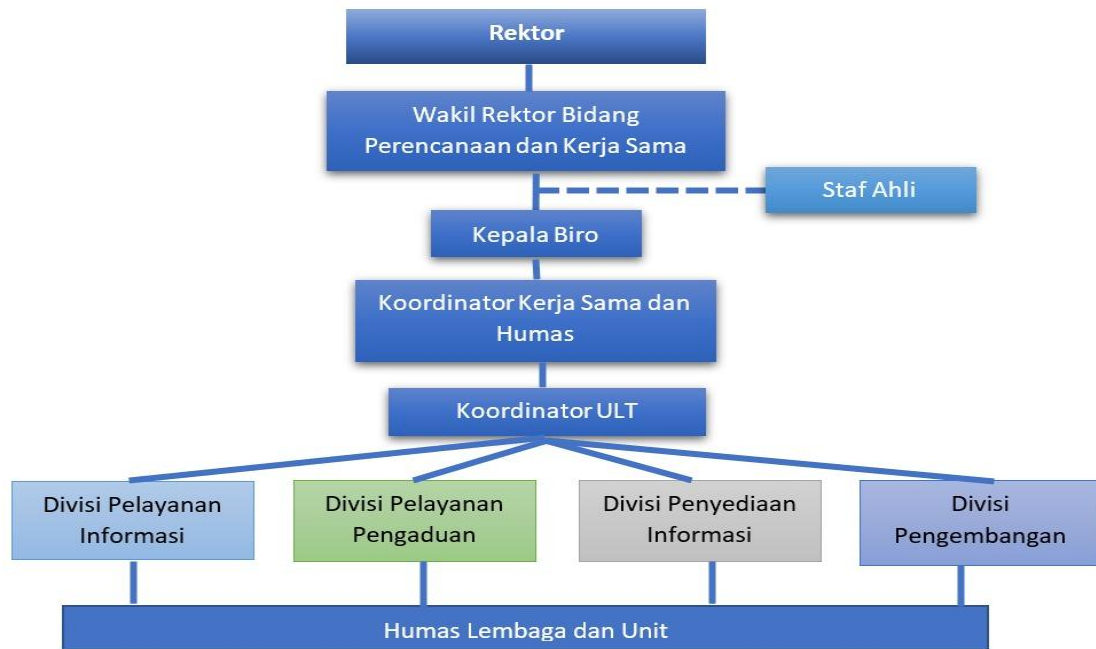 Rektor
Wakil Rektor Bidang
Perencanaan dan Kerja Sama
Staf Ahli
Kepala Biro
Koordinator Kerja Sama dan
Humas
Koordinator ULT
Divisi Pelayanan
Informasi
Divisi Pelayanan
Pengaduan
Divisi Penyediaan
Informasi
Divisi
Pengembangan
Humas Lembaga dan Unit